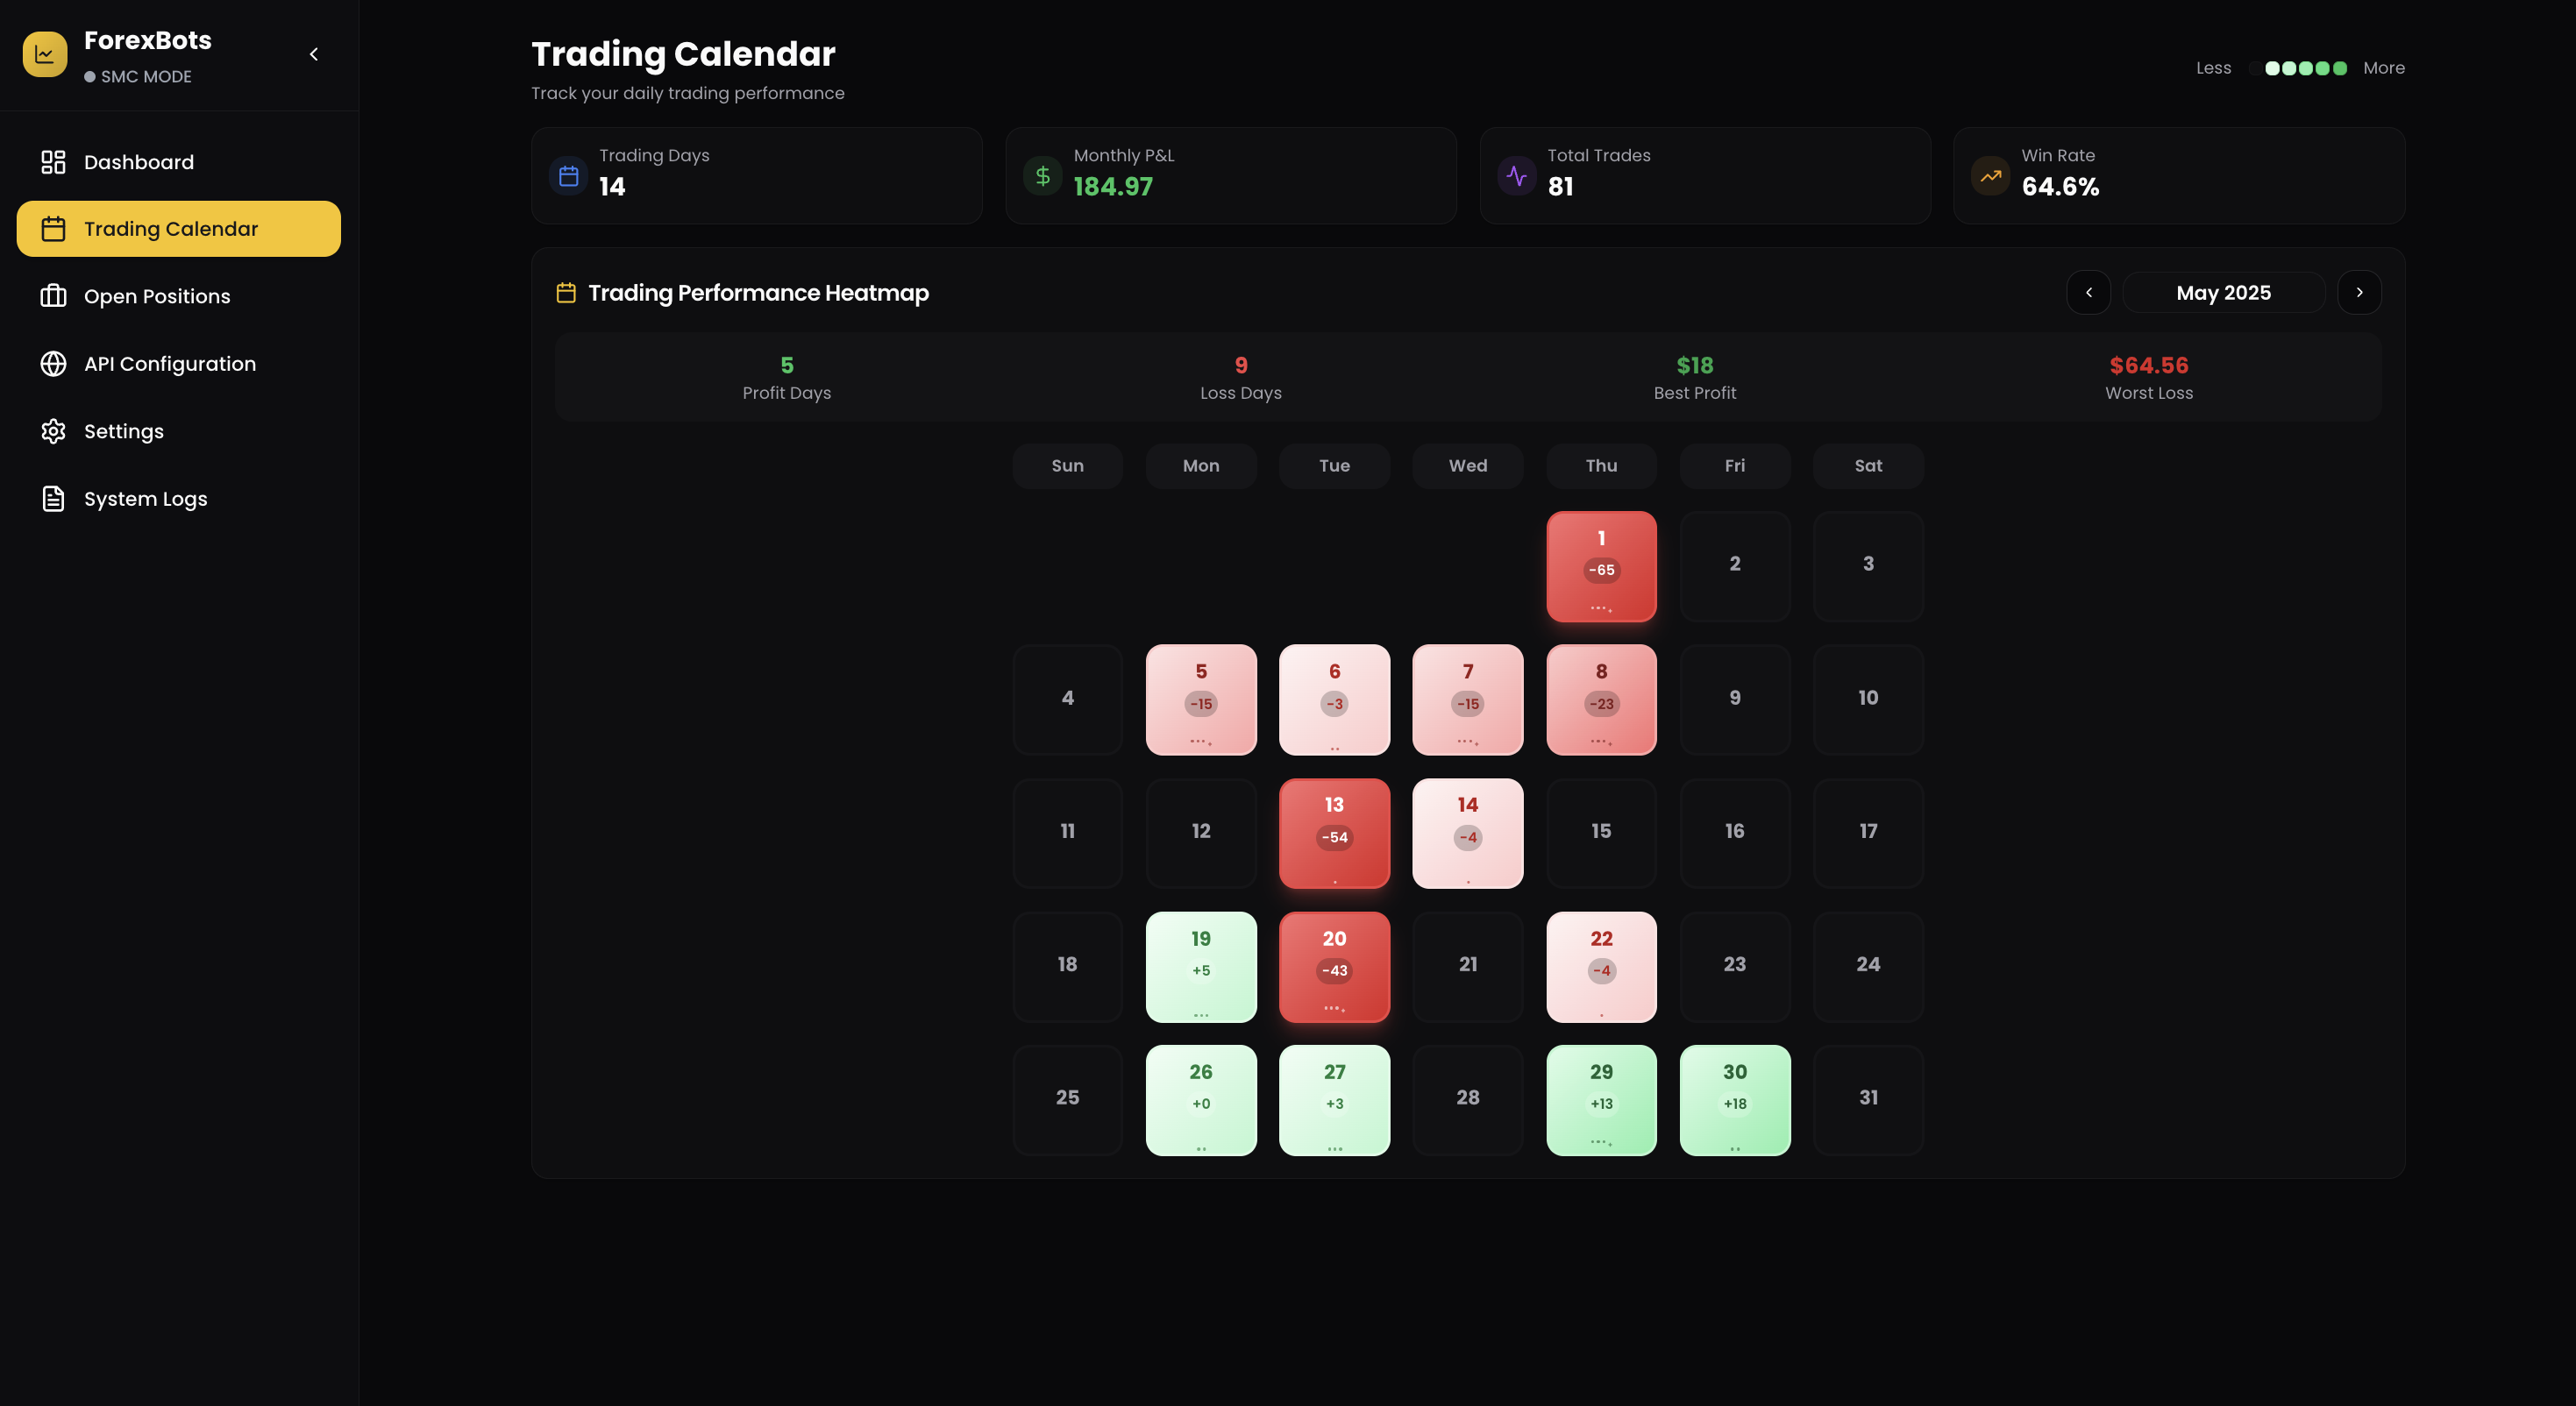 ForexBots
SMC MODE
Dashboard
Trading Calendar
Open Positions
API Configuration
Settings
System Logs
Trading Calendar
Track your daily trading performance
Less More
Trading Days
14
Monthly P&L
184.97
Total Trades
81
Win Rate
64.6%
Trading Performance Heatmap
May 2025
5
Profit Days
9
Loss Days
$18
Best Profit
$64.56
Worst Loss
Sun Mon Tue Wed Thu Fri Sat
1 2 3
-65
4 5 6 7 8 9 10
-15 -3 -15 -23
11 12 13 14 15 16 17
-54 -4
18 19 20 21 22 23 24
+5 -43 -4
25 26 27 28 29 30 31
+0 +3 +13 +18